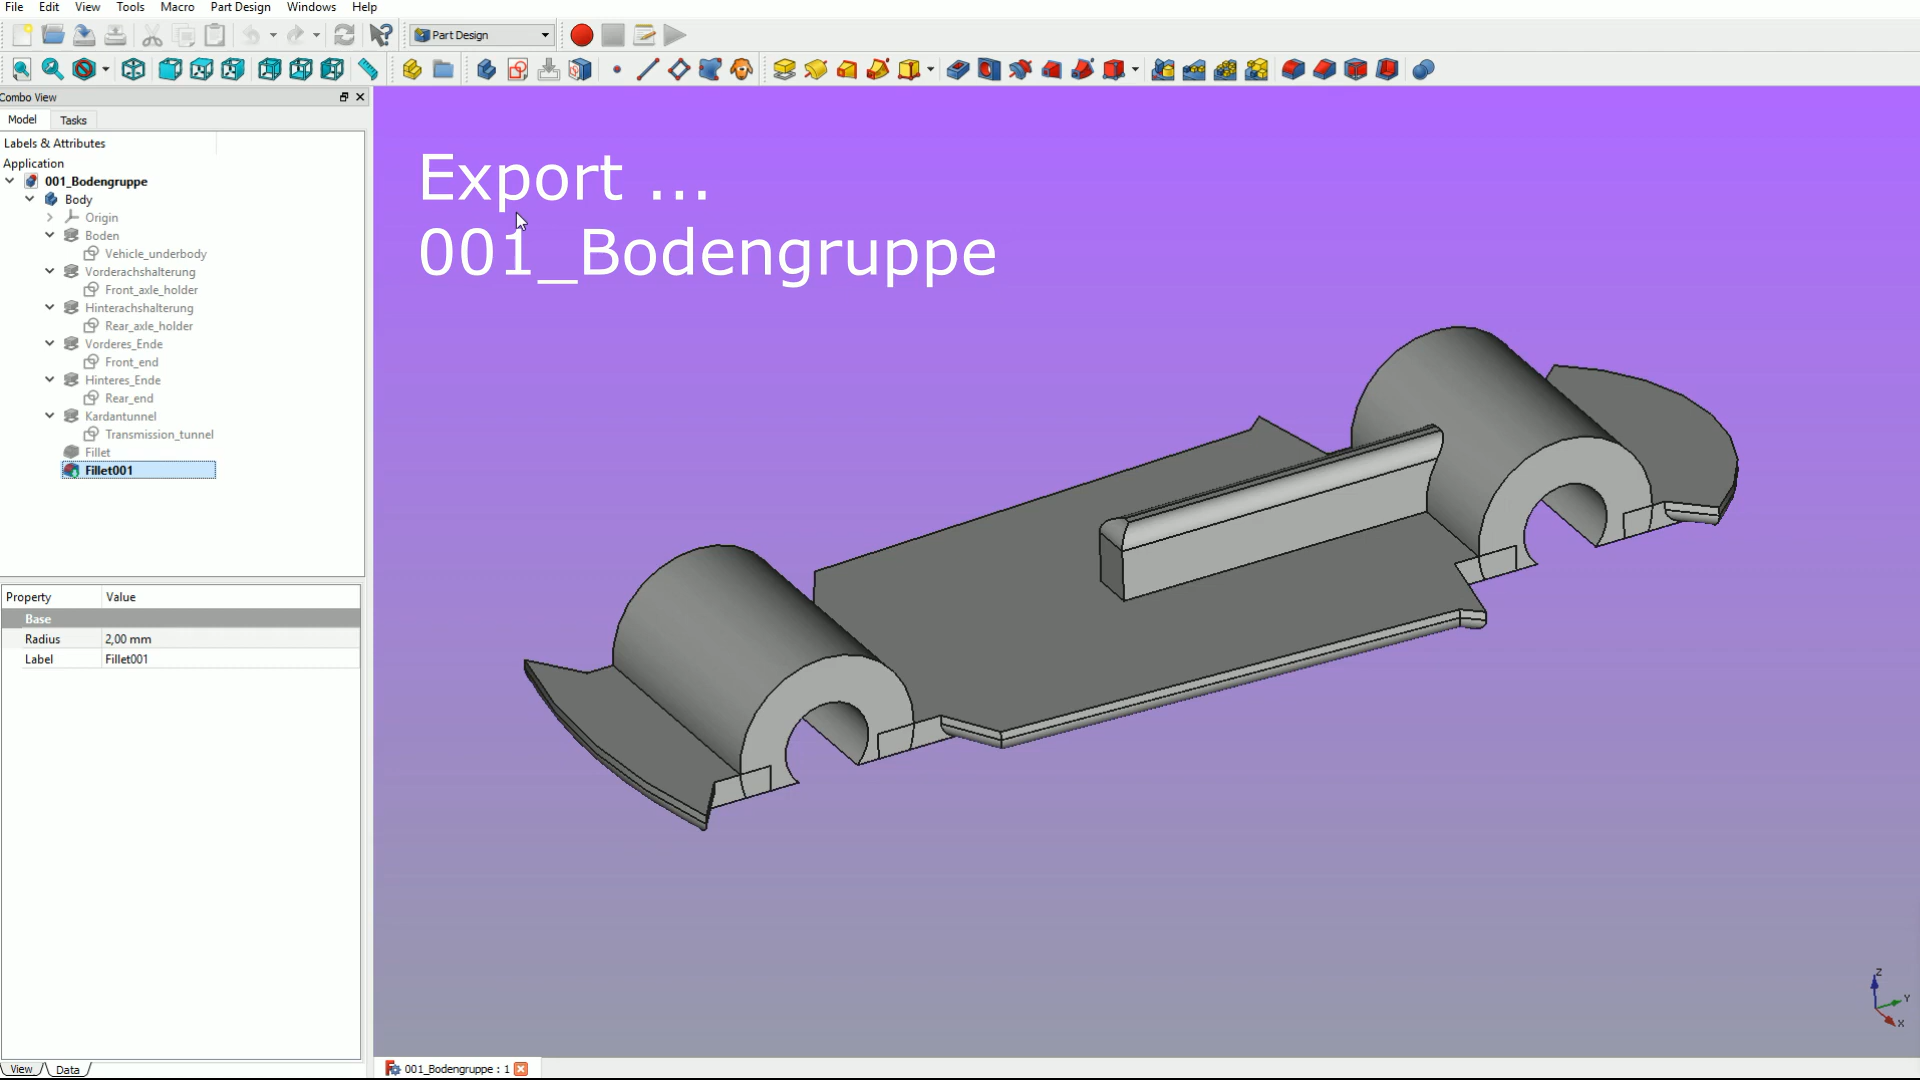 File Edit View Tools Macro Part Design Windows Help
Part Design
Combo View
Model Tasks
Labels & Attributes
Application
001_Bodengruppe
Body
Origin
Boden
Vehicle_underbody
Vorderachshalterung
Front_axle_holder
Hinterachshalterung
Rear_axle_holder
Vorderes_Ende
Front_end
Hinteres_Ende
Rear_end
Kardantunnel
Transmission_tunnel
Fillet
Fillet001
Property Value
Base
Radius 2,00 mm
Label Fillet001
View Data
Export ...
001_Bodengruppe
Z
Y
X
001_Bodengruppe : 1